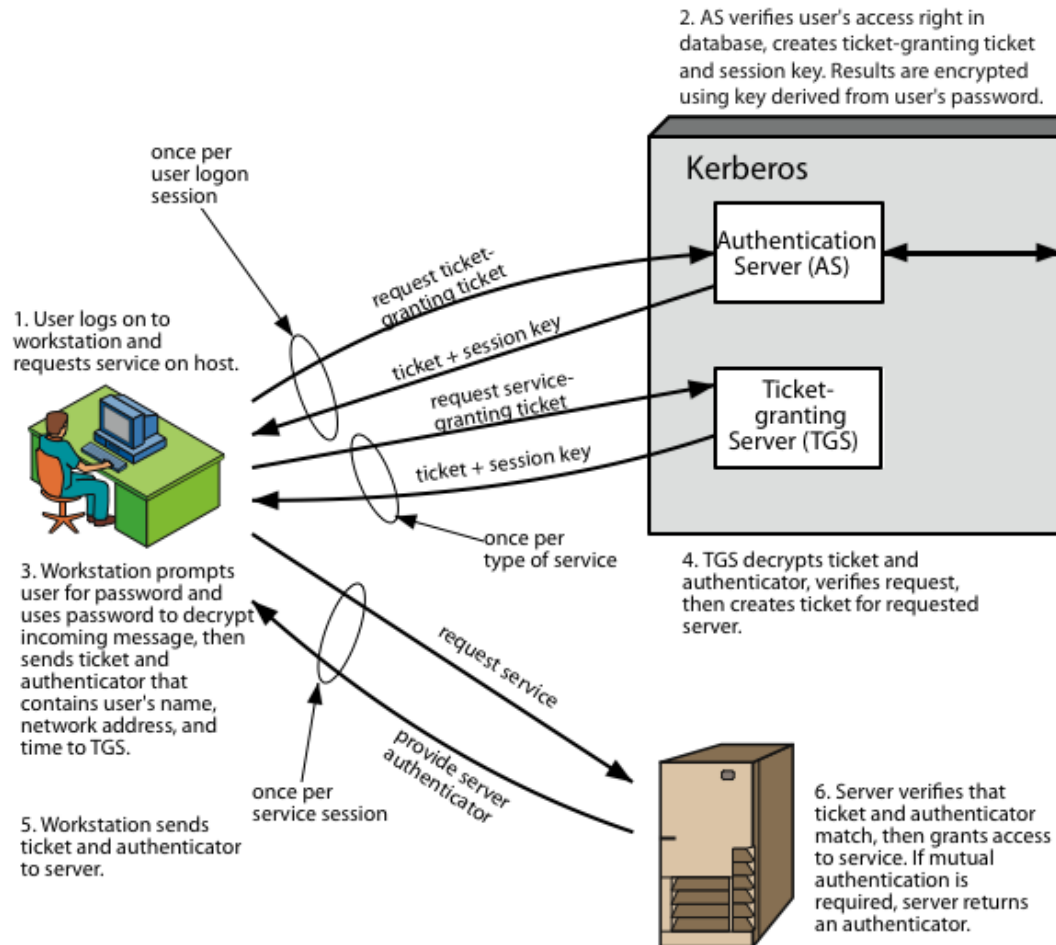 2. AS verifies user's access right in
database, creates ticket-granting ticket
and session key. Results are encrypted
using key derived from user's password.
once per
user logon
session
Kerberos
Authentication
Server (AS)
request ticket-
granting ticket
1. User logs on to
workstation and
requests service on host.
ticket + session key
request service-
granting ticket
Ticket-
granting
Server (TGS)
ticket + session key
once per
type of service
3. Workstation prompts
user for password and
uses password to decrypt
incoming message, then
sends ticket and
authenticator that
contains user's name,
network address, and
time to TGS.
4. TGS decrypts ticket and
authenticator, verifies request,
then creates ticket for requested
server.
request service
provide server
authenticator
once per
service session
5. Workstation sends
ticket and authenticator
to server.
6. Server verifies that
ticket and authenticator
match, then grants access
to service. If mutual
authentication is
required, server returns
an authenticator.